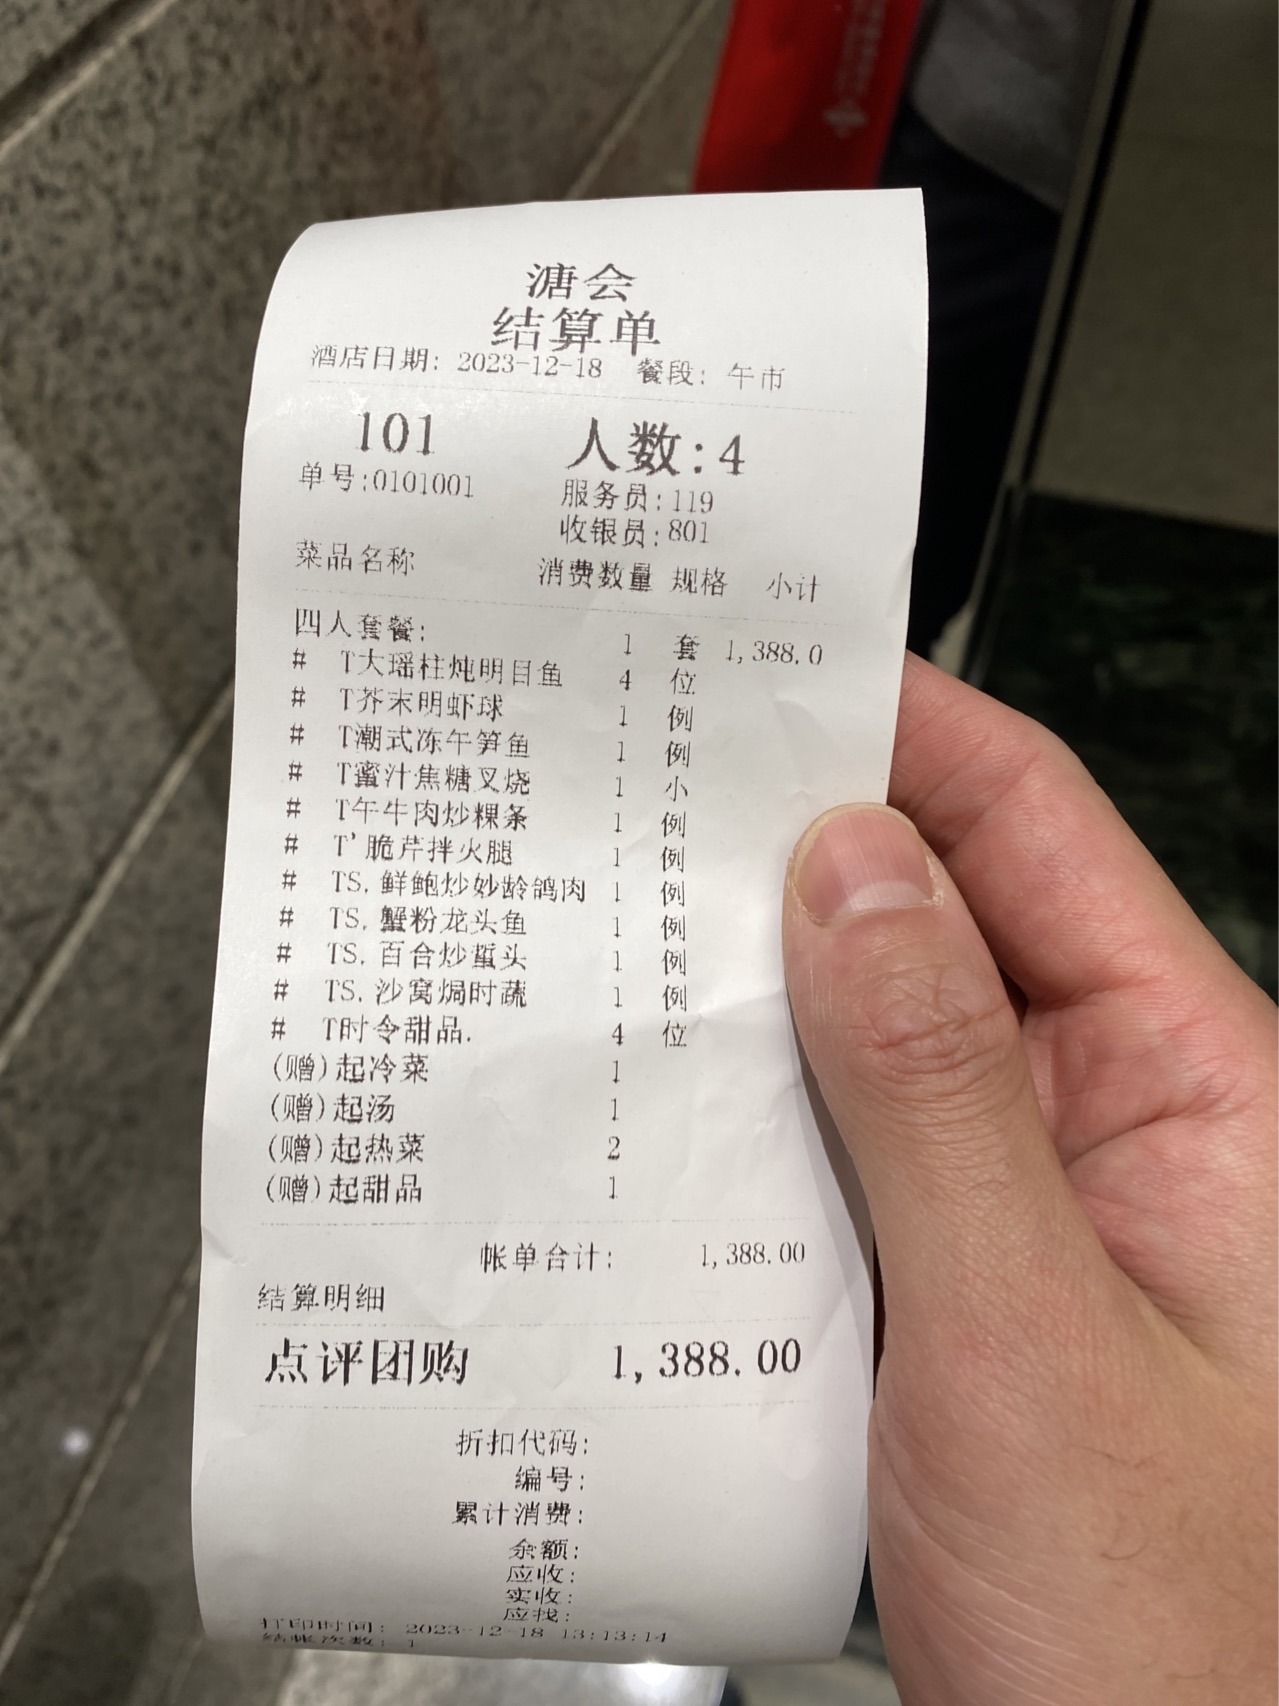 溏会
结算单
酒店日期: 2023-12-18 餐段: 午市
101 人数:4
单号:0101001 服务员:119
收银员:801
菜品名称 消费数量 规格 小计
四人套餐: 1 套 1,388.0
# T大瑶柱炖明目鱼 4 位
# T芥末明虾球 1 例
# T潮式冻午笋鱼 1 例
# T蜜汁焦糖叉烧 1 小
# T午牛肉炒粿条 1 例
# T'脆芹拌火腿 1 例
# TS.鲜鲍炒妙龄鸽肉 1 例
# TS.蟹粉龙头鱼 1 例
# TS.百合炒蜇头 1 例
# TS.沙窝焗时蔬 1 例
# T时令甜品. 4 位
(赠)起冷菜 1
(赠)起汤 1
(赠)起热菜 2
(赠)起甜品 1
帐单合计: 1,388.00
结算明细
点评团购 1,388.00
折扣代码:
编号:
累计消费:
余额:
应收:
实收:
应找:
打印时间: 2023-12-18 13:13:14
结帐次数: 1